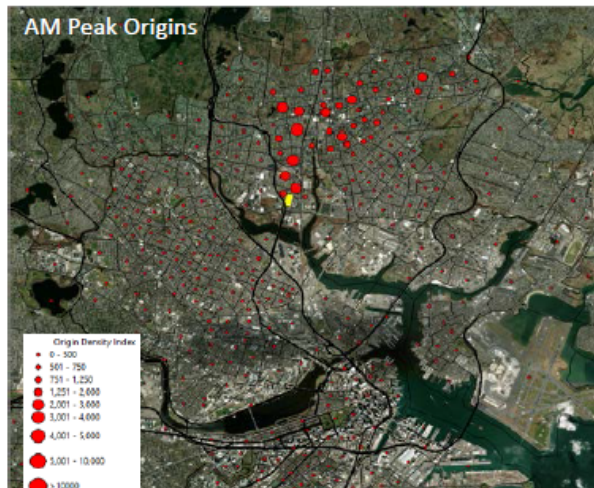 AM Peak Origins
Origin Density Index
0 - 500
501 - 750
751 - 1,250
1,251 - 2,000
2,001 - 3,000
3,001 - 4,000
4,001 - 5,000
5,001 - 10,000
> 10000